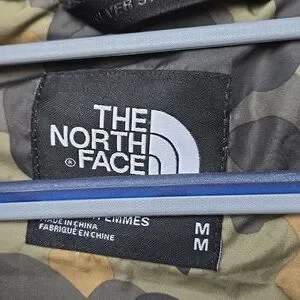 THE
NORTH
FACE
®
FEMMES
M
MADE IN CHINA
M
FABRIQUÉ EN CHINE